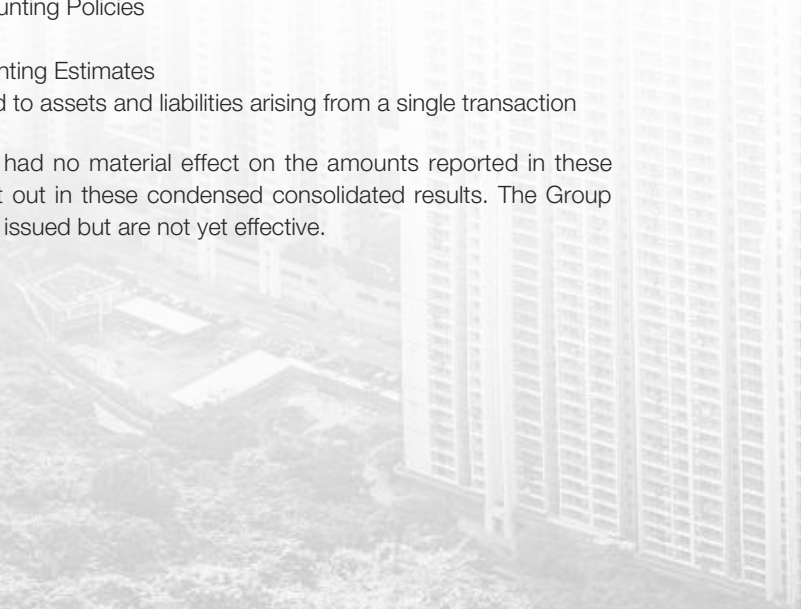 unting Policies
nting Estimates
d to assets and liabilities arising from a single transaction
had no material effect on the amounts reported in these
t out in these condensed consolidated results. The Group
issued but are not yet effective.